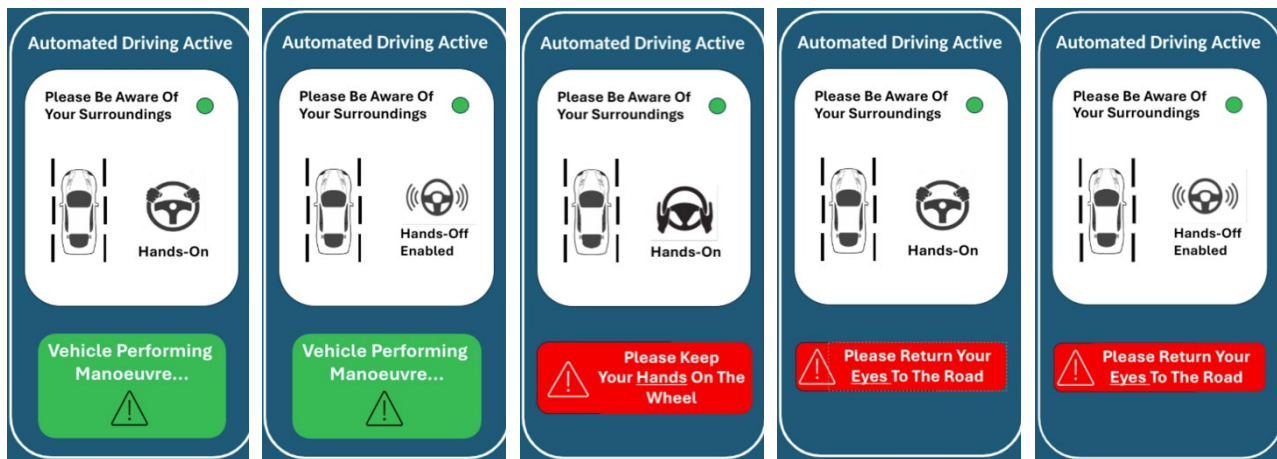 Automated Driving Active
Please Be Aware Of
Your Surroundings
Hands-On
Vehicle Performing
Manoeuvre...
Automated Driving Active
Please Be Aware Of
Your Surroundings
Hands-Off
Enabled
Vehicle Performing
Manoeuvre...
Automated Driving Active
Please Be Aware Of
Your Surroundings
Hands-On
Please Keep
Your Hands On The
Wheel
Automated Driving Active
Please Be Aware Of
Your Surroundings
Hands-On
Please Return Your
Eyes To The Road
Automated Driving Active
Please Be Aware Of
Your Surroundings
Hands-Off
Enabled
Please Return Your
Eyes To The Road